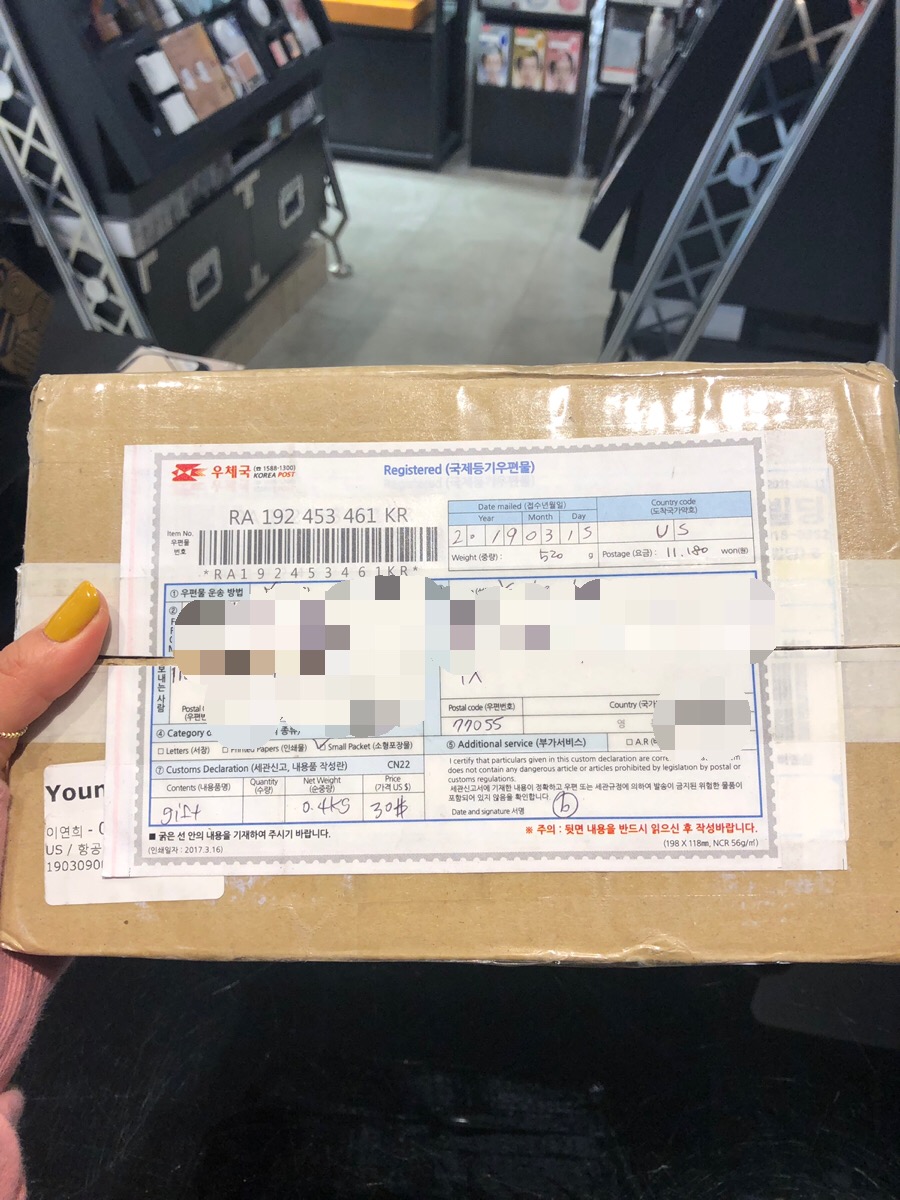 우체국 (☎ 1588-1300)
KOREA POST
Registered (국제등기우편물)
RA 192 453 461 KR
Item No.
우편물
번호
*RA192453461KR*
Date mailed (접수년월일)
Year Month Day
2019 03 15
Country code
(도착국가약호)
US
Weight (중량) : 520 g
Postage (요금) : 11.180 won(원)
① 우편물 운송 방법
②
보내는 사람
TX
Postal
(우편
Postal code (우편번호)
77055
Country (국가
④ Category o
종류)
□ Letters (서장) □ Printed Papers (인쇄물) Small Packet (소형포장물)
⑤ Additional service (부가서비스)
□ A.R
⑦ Customs Declaration (세관신고, 내용품 작성란) CN22
Contents (내용품명) Quantity (수량) Net Weight (순중량) Price (가격 US $)
gift 0.4kg 30$
I certify that particulars given in this custom declaration are corre
does not contain any dangerous article or articles prohibited by legislation by postal or
customs regulations.
세관신고서에 기재한 내용이 정확하고 우편 또는 세관규정에 의하여 발송이 금지된 위험한 물품이
포함되어 있지 않음을 확인합니다.
Date and signature 서명
■ 굵은 선 안의 내용을 기재하여 주시기 바랍니다.
(인쇄일자 : 2017.3.16)
※ 주의 : 뒷면 내용을 반드시 읽으신 후 작성바랍니다.
(198 X 118㎜, NCR 56g/㎡)
Youn
이연희 -
US / 항공
1903090